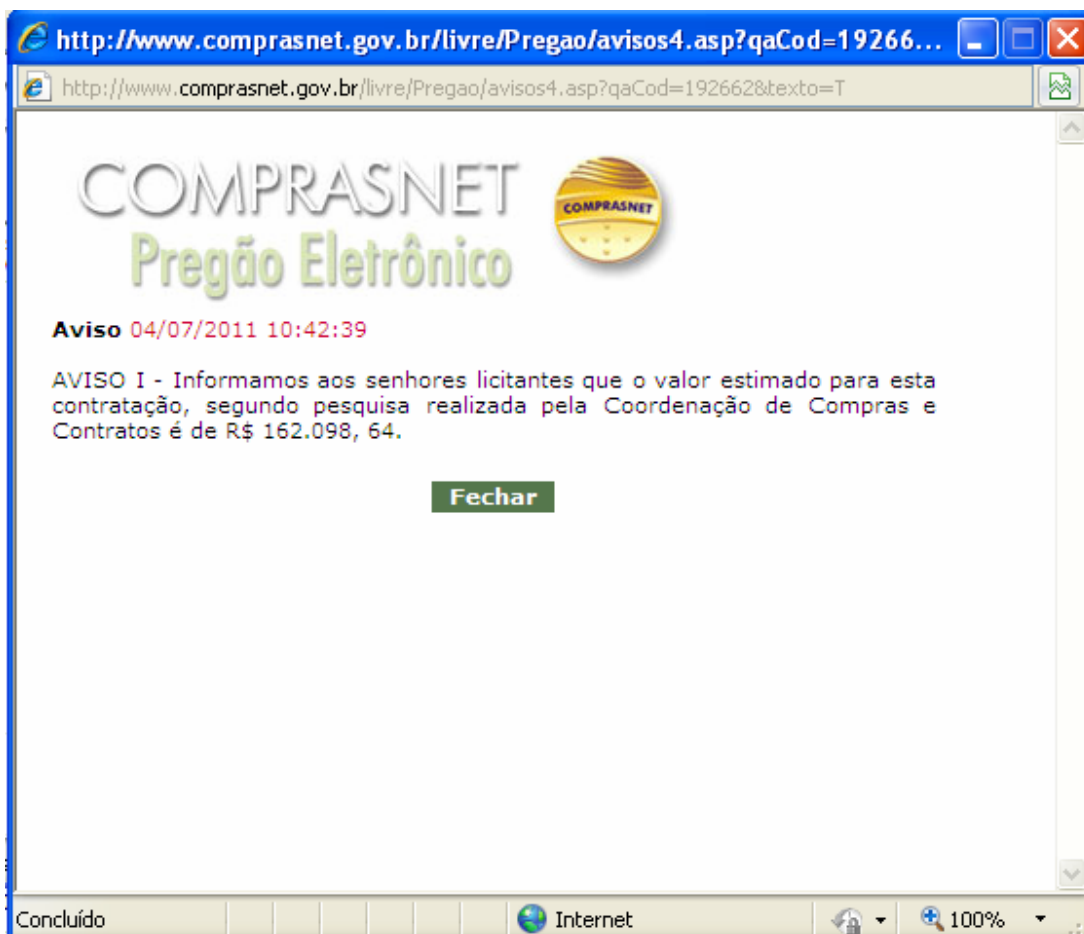 http://www.comprasnet.gov.br/livre/Pregao/avisos4.asp?qaCod=19266...
http://www.comprasnet.gov.br/livre/Pregao/avisos4.asp?qaCod=192662&texto=T
COMPRASNET
COMPRASNET
Pregão Eletrônico
Aviso 04/07/2011 10:42:39
AVISO I - Informamos aos senhores licitantes que o valor estimado para esta
contratação, segundo pesquisa realizada pela Coordenação de Compras e
Contratos é de R$ 162.098, 64.
Fechar
Concluído Internet 100%